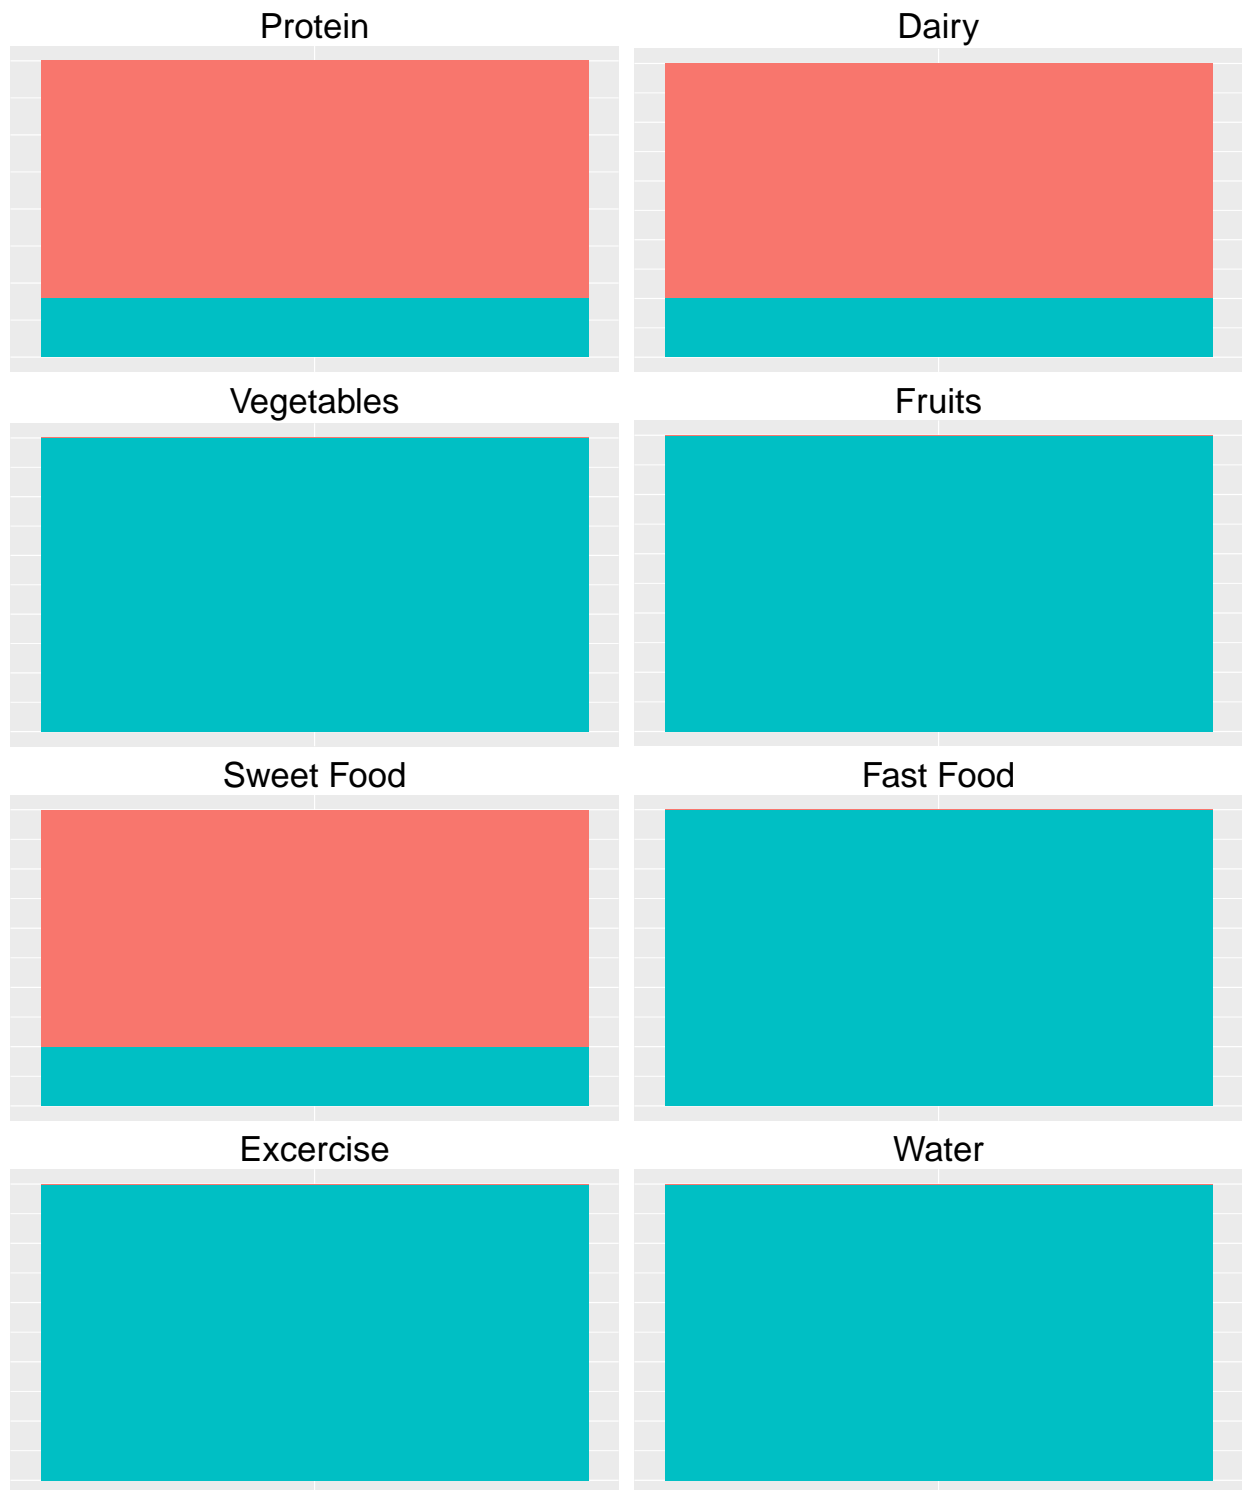 Protein
Dairy
Vegetables
Fruits
Sweet Food
Fast Food
Excercise
Water